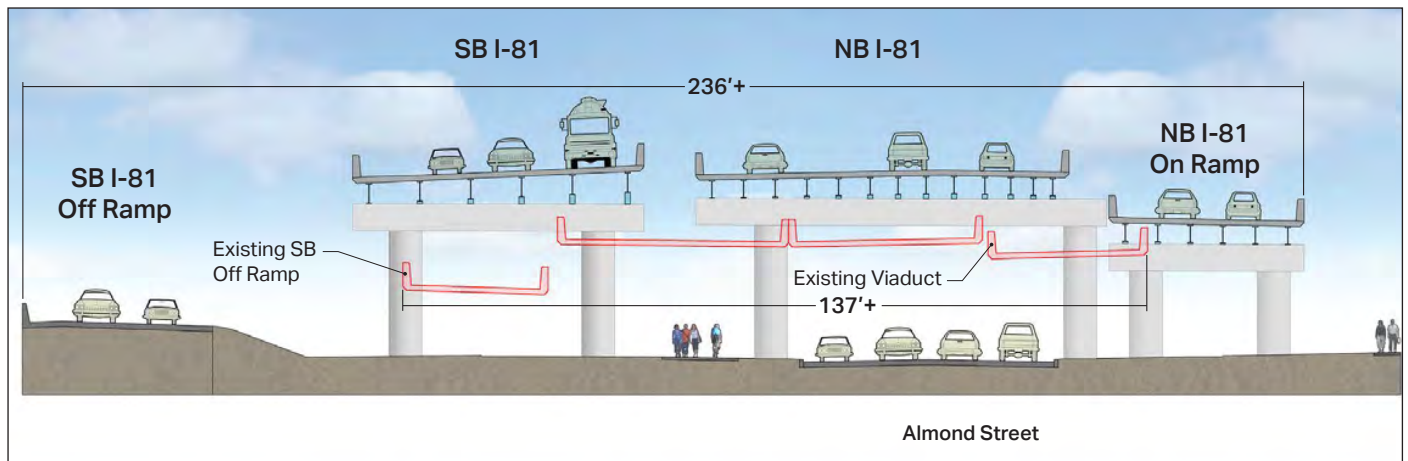 SB I-81
NB I-81
236'+
SB I-81
Off Ramp
NB I-81
On Ramp
Existing SB
Off Ramp
Existing Viaduct
137'+
Almond Street